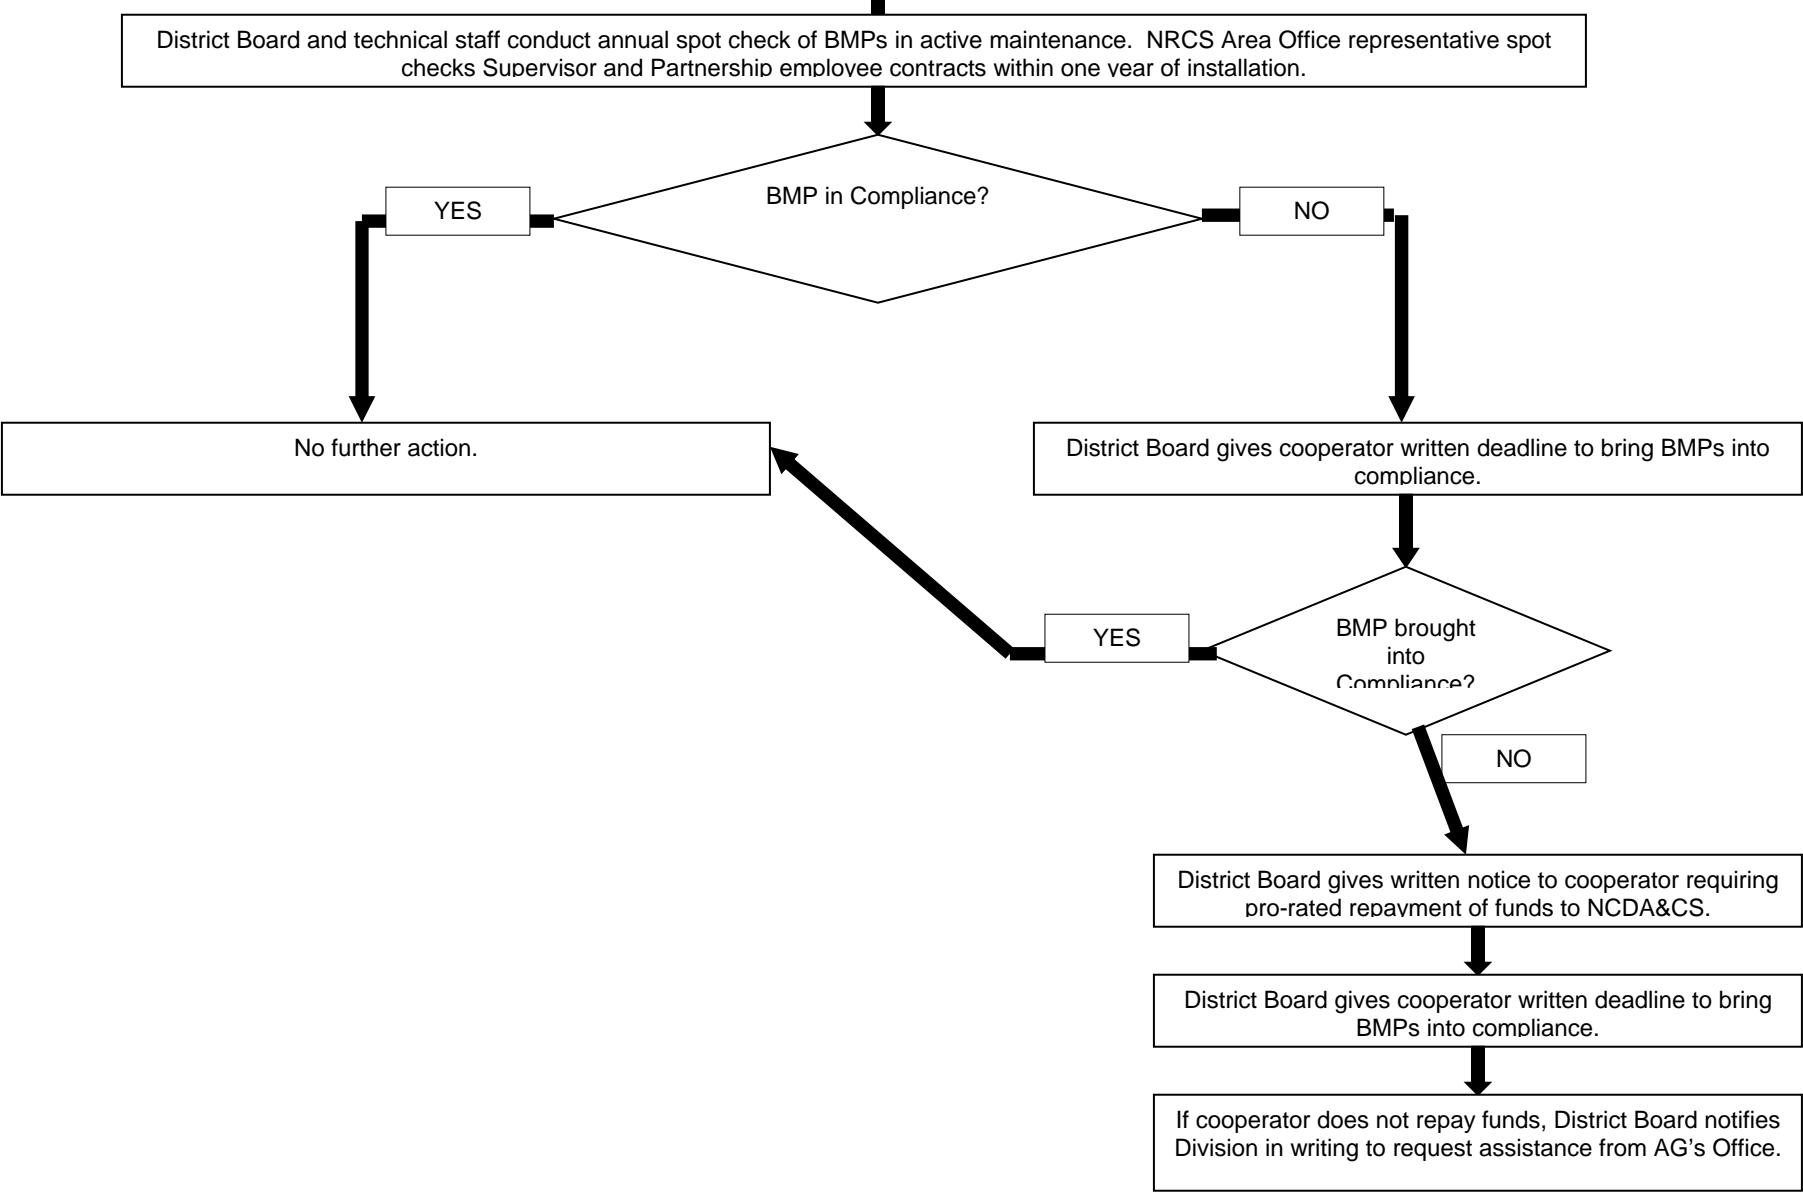 District Board and technical staff conduct annual spot check of BMPs in active maintenance.  NRCS Area Office representative spot
checks Supervisor and Partnership employee contracts within one year of installation.
BMP in Compliance?
YES
NO
No further action.
District Board gives cooperator written deadline to bring BMPs into
compliance.
BMP brought
into
Compliance?
YES
NO
District Board gives written notice to cooperator requiring
pro-rated repayment of funds to NCDA&CS.
District Board gives cooperator written deadline to bring
BMPs into compliance.
If cooperator does not repay funds, District Board notifies
Division in writing to request assistance from AG’s Office.